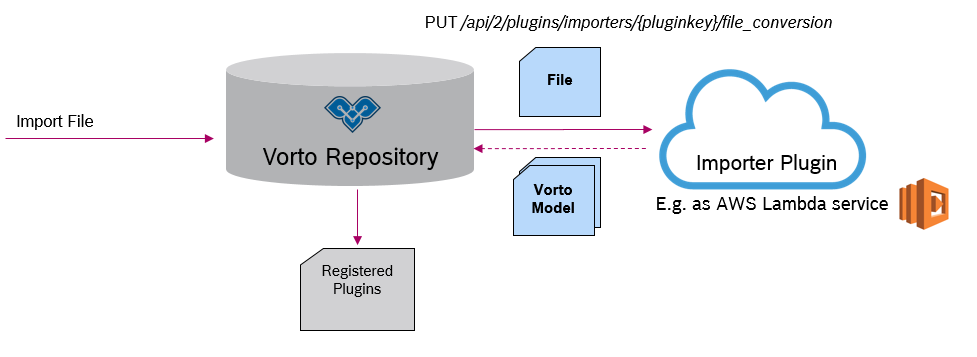 PUT /api/2/plugins/importers/{pluginkey}/file_conversion
File
Import File
Vorto Repository
Importer Plugin
Vorto
Model
E.g. as AWS Lambda service
Registered
Plugins